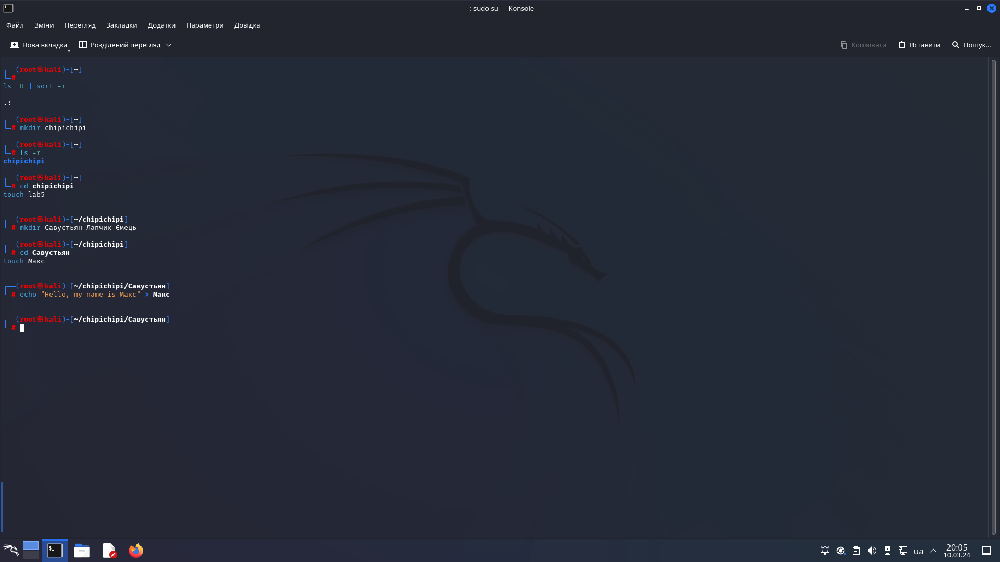 - : sudo su — Konsole
Файл Зміни Перегляд Закладки Додатки Параметри Довідка
Нова вкладка Розділений перегляд Копіювати Вставити Пошук...
┌──(root㉿kali)-[~]
└─#
ls -R | sort -r
.:
┌──(root㉿kali)-[~]
└─# mkdir chipichipi
┌──(root㉿kali)-[~]
└─# ls -r
chipichipi
┌──(root㉿kali)-[~]
└─# cd chipichipi
touch lab5
┌──(root㉿kali)-[~/chipichipi]
└─# mkdir Савустьян Лапчик Ємець
┌──(root㉿kali)-[~/chipichipi]
└─# cd Савустьян
touch Макс
┌──(root㉿kali)-[~/chipichipi/Савустьян]
└─# echo "Hello, my name is Макс" > Макс
┌──(root㉿kali)-[~/chipichipi/Савустьян]
└─#
ua
20:05
10.03.24